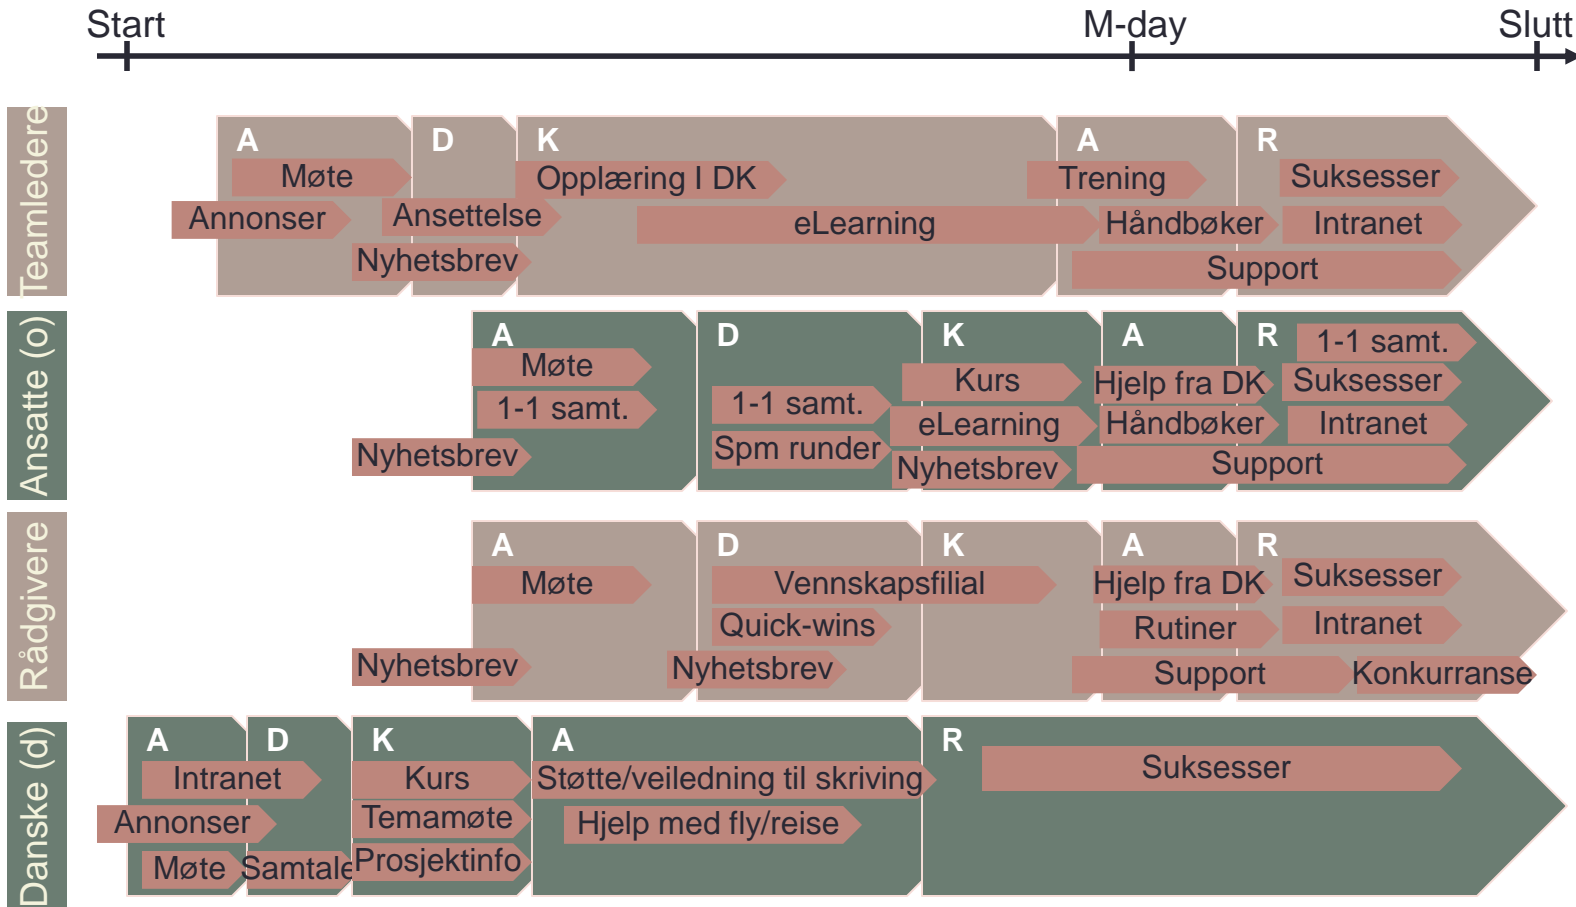 Start
M-day
Slutt
Teamledere
A
D
K
A
R
Møte
Opplæring I DK
Trening
Suksesser
Annonser
Ansettelse
eLearning
Håndbøker
Intranet
Nyhetsbrev
Support
Ansatte (o)
A
D
K
A
R
1-1 samt.
Møte
Kurs
Hjelp fra DK
Suksesser
1-1 samt.
1-1 samt.
eLearning
Håndbøker
Intranet
Nyhetsbrev
Spm runder
Nyhetsbrev
Support
Rådgivere
A
D
K
A
R
Møte
Vennskapsfilial
Hjelp fra DK
Suksesser
Quick-wins
Rutiner
Intranet
Nyhetsbrev
Nyhetsbrev
Support
Konkurranse
Danske (d)
A
D
K
A
R
Intranet
Kurs
Støtte/veiledning til skriving
Suksesser
Annonser
Temamøte
Hjelp med fly/reise
Møte
Samtale
Prosjektinfo